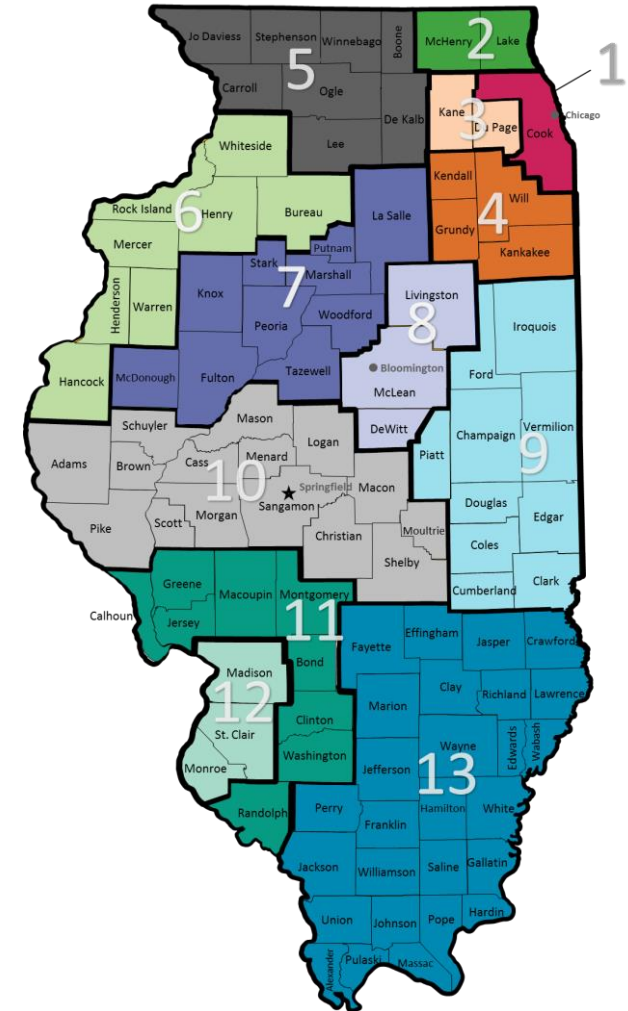 Jo Daviess
Stephenson
Winnebago
Boone
McHenry
2
Lake
1
5
Carroll
Ogle
De Kalb
Lee
Kane
3
Du Page
Cook
Chicago
Whiteside
Kendall
Will
4
Grundy
Kankakee
Rock Island
6
Henry
Bureau
La Salle
Mercer
Putnam
Stark
7
Marshall
Henderson
Warren
Knox
Peoria
Woodford
Livingston
8
Iroquois
Hancock
McDonough
Fulton
Tazewell
Bloomington
McLean
Ford
DeWitt
Schuyler
Mason
Logan
Champaign
Vermilion
9
Piatt
Adams
Brown
Cass
Menard
10
Springfield
Sangamon
Macon
Pike
Scott
Morgan
Christian
Moultrie
Shelby
Douglas
Edgar
Coles
Cumberland
Clark
Calhoun
Greene
Jersey
Macoupin
Montgomery
11
Bond
Fayette
Effingham
Jasper
Crawford
Madison
12
St. Clair
Monroe
Clinton
Washington
Randolph
Marion
Clay
Richland
Lawrence
Wayne
Edwards
Wabash
13
Jefferson
Perry
Franklin
Hamilton
White
Jackson
Williamson
Saline
Gallatin
Union
Johnson
Pope
Hardin
Alexander
Pulaski
Massac